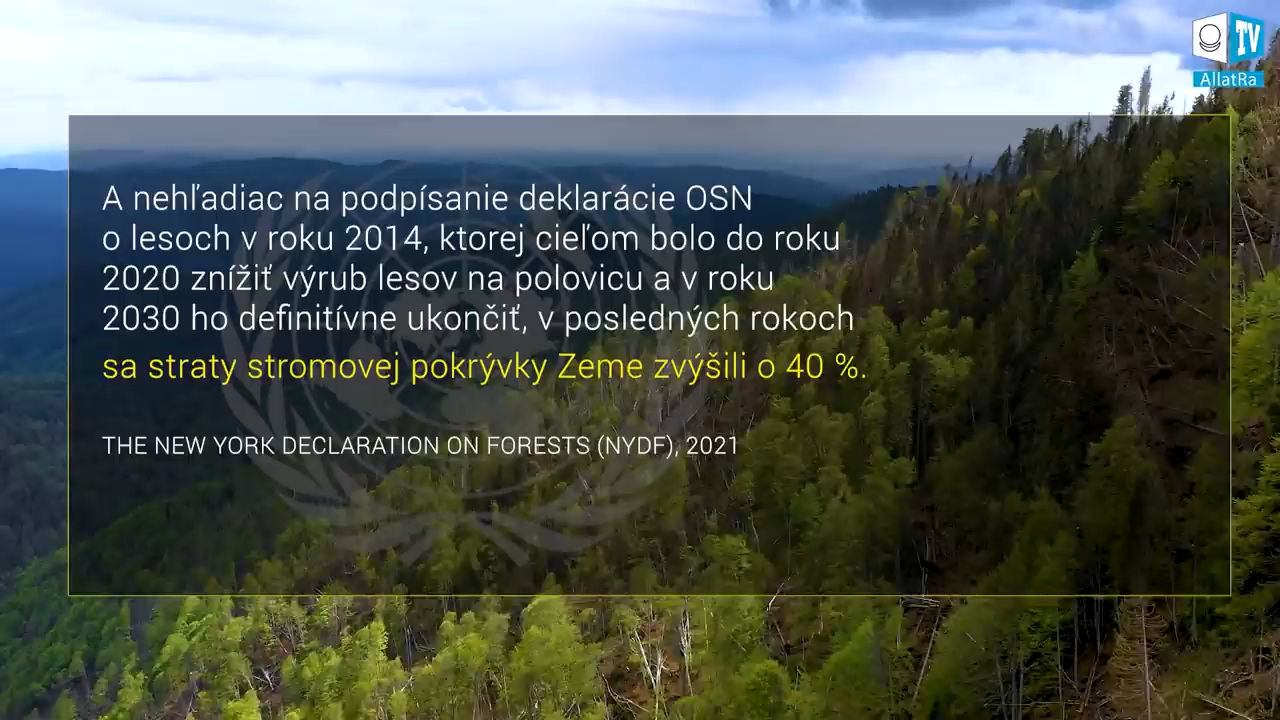 TV
AllatRa
A nehľadiac na podpísanie deklarácie OSN
o lesoch v roku 2014, ktorej cieľom bolo do roku
2020 znížiť výrub lesov na polovicu a v roku
2030 ho definitívne ukončiť, v posledných rokoch
sa straty stromovej pokrývky Zeme zvýšili o 40 %.
THE NEW YORK DECLARATION ON FORESTS (NYDF), 2021